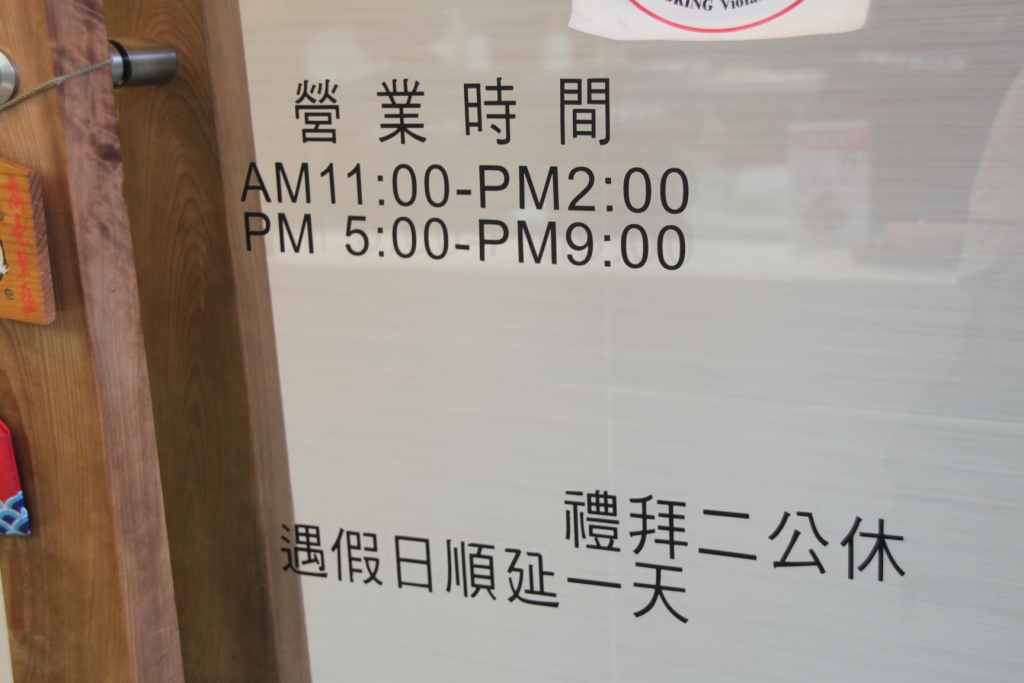 營業時間
AM11:00-PM2:00
PM 5:00-PM9:00
禮拜二公休
遇假日順延一天